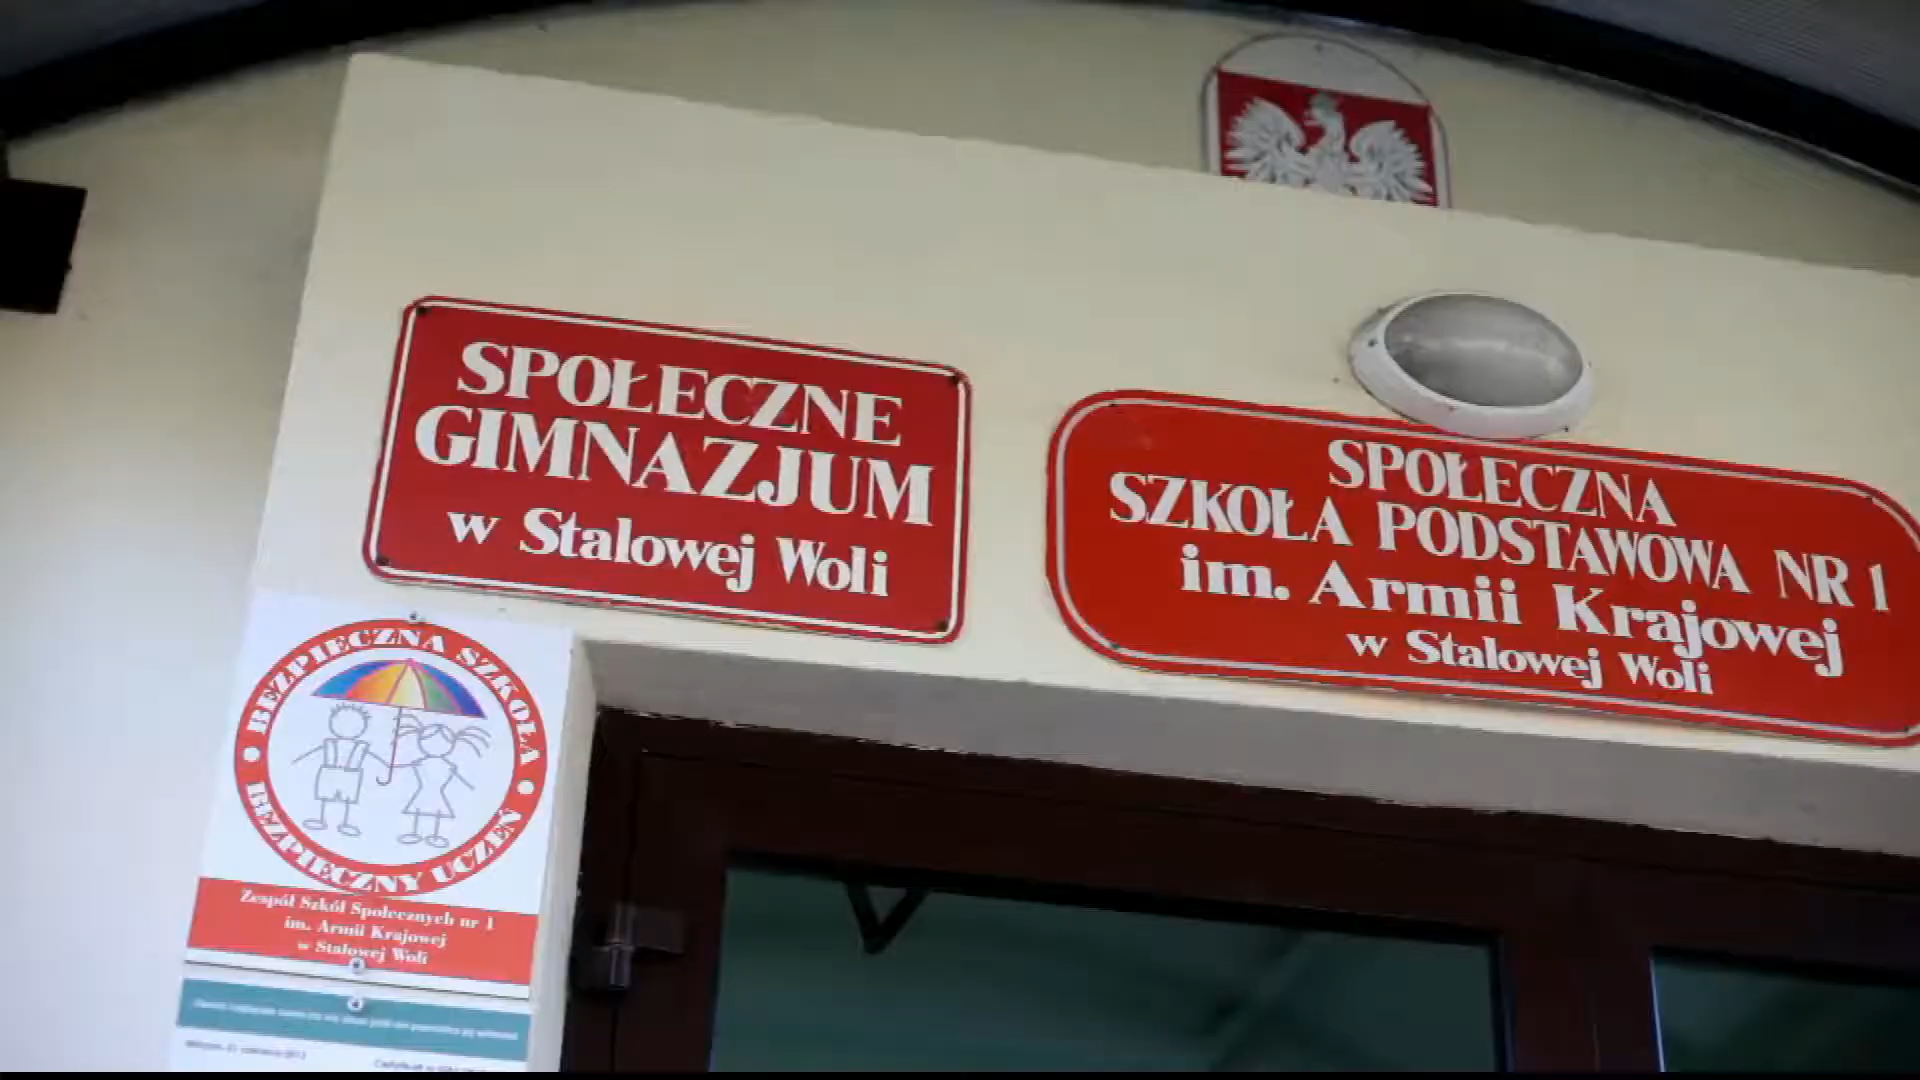 SPOŁECZNE
GIMNAZJUM
w Stalowej Woli
SPOŁECZNA
SZKOŁA PODSTAWOWA NR 1
im. Armii Krajowej
w Stalowej Woli
BEZPIECZNA SZKOŁA
BEZPIECZNY UCZEŃ
Zespół Szkół Społecznych nr 1
im. Armii Krajowej
w Stalowej Woli